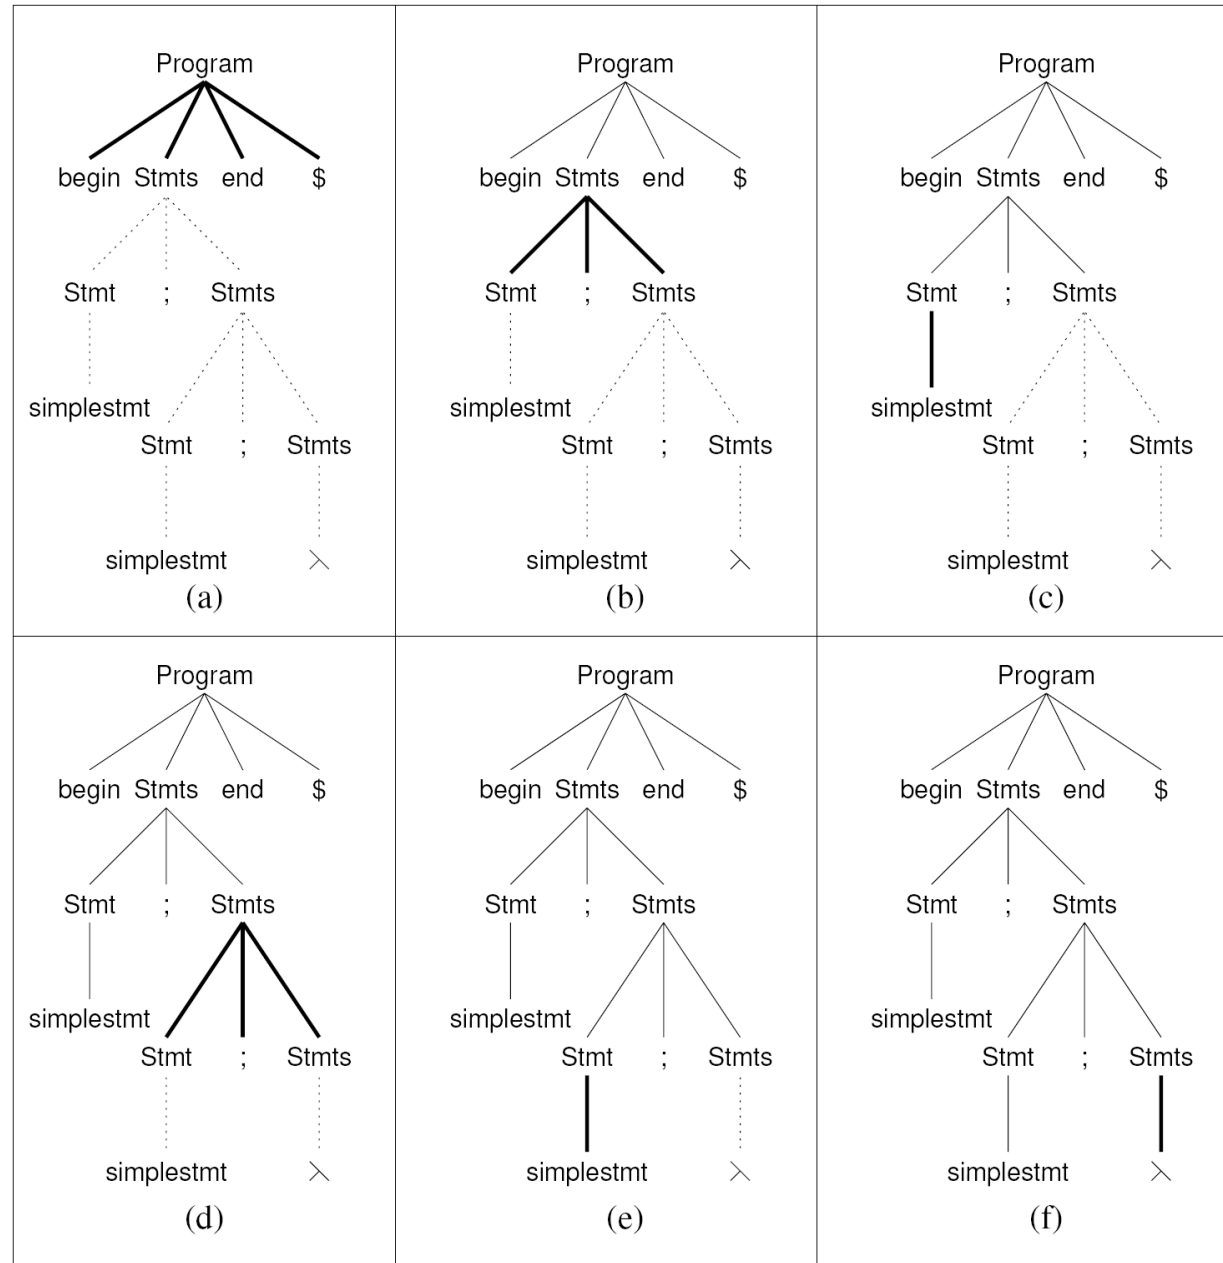 Program
begin Stmts end $
Stmt ; Stmts
simplestmt
Stmt ; Stmts
simplestmt λ
(a)
Program
begin Stmts end $
Stmt ; Stmts
simplestmt
Stmt ; Stmts
simplestmt λ
(b)
Program
begin Stmts end $
Stmt ; Stmts
simplestmt
Stmt ; Stmts
simplestmt λ
(c)
Program
begin Stmts end $
Stmt ; Stmts
simplestmt
Stmt ; Stmts
simplestmt λ
(d)
Program
begin Stmts end $
Stmt ; Stmts
simplestmt
Stmt ; Stmts
simplestmt λ
(e)
Program
begin Stmts end $
Stmt ; Stmts
simplestmt
Stmt ; Stmts
simplestmt λ
(f)